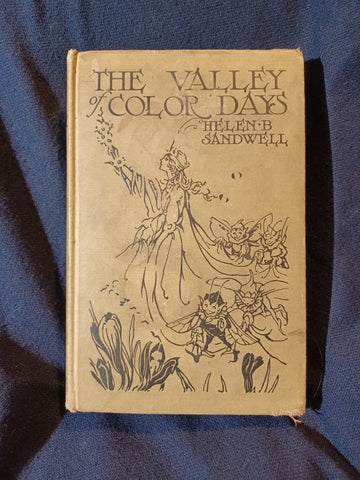 THE VALLEY
of COLOR DAYS
HELEN·B
SANDWELL